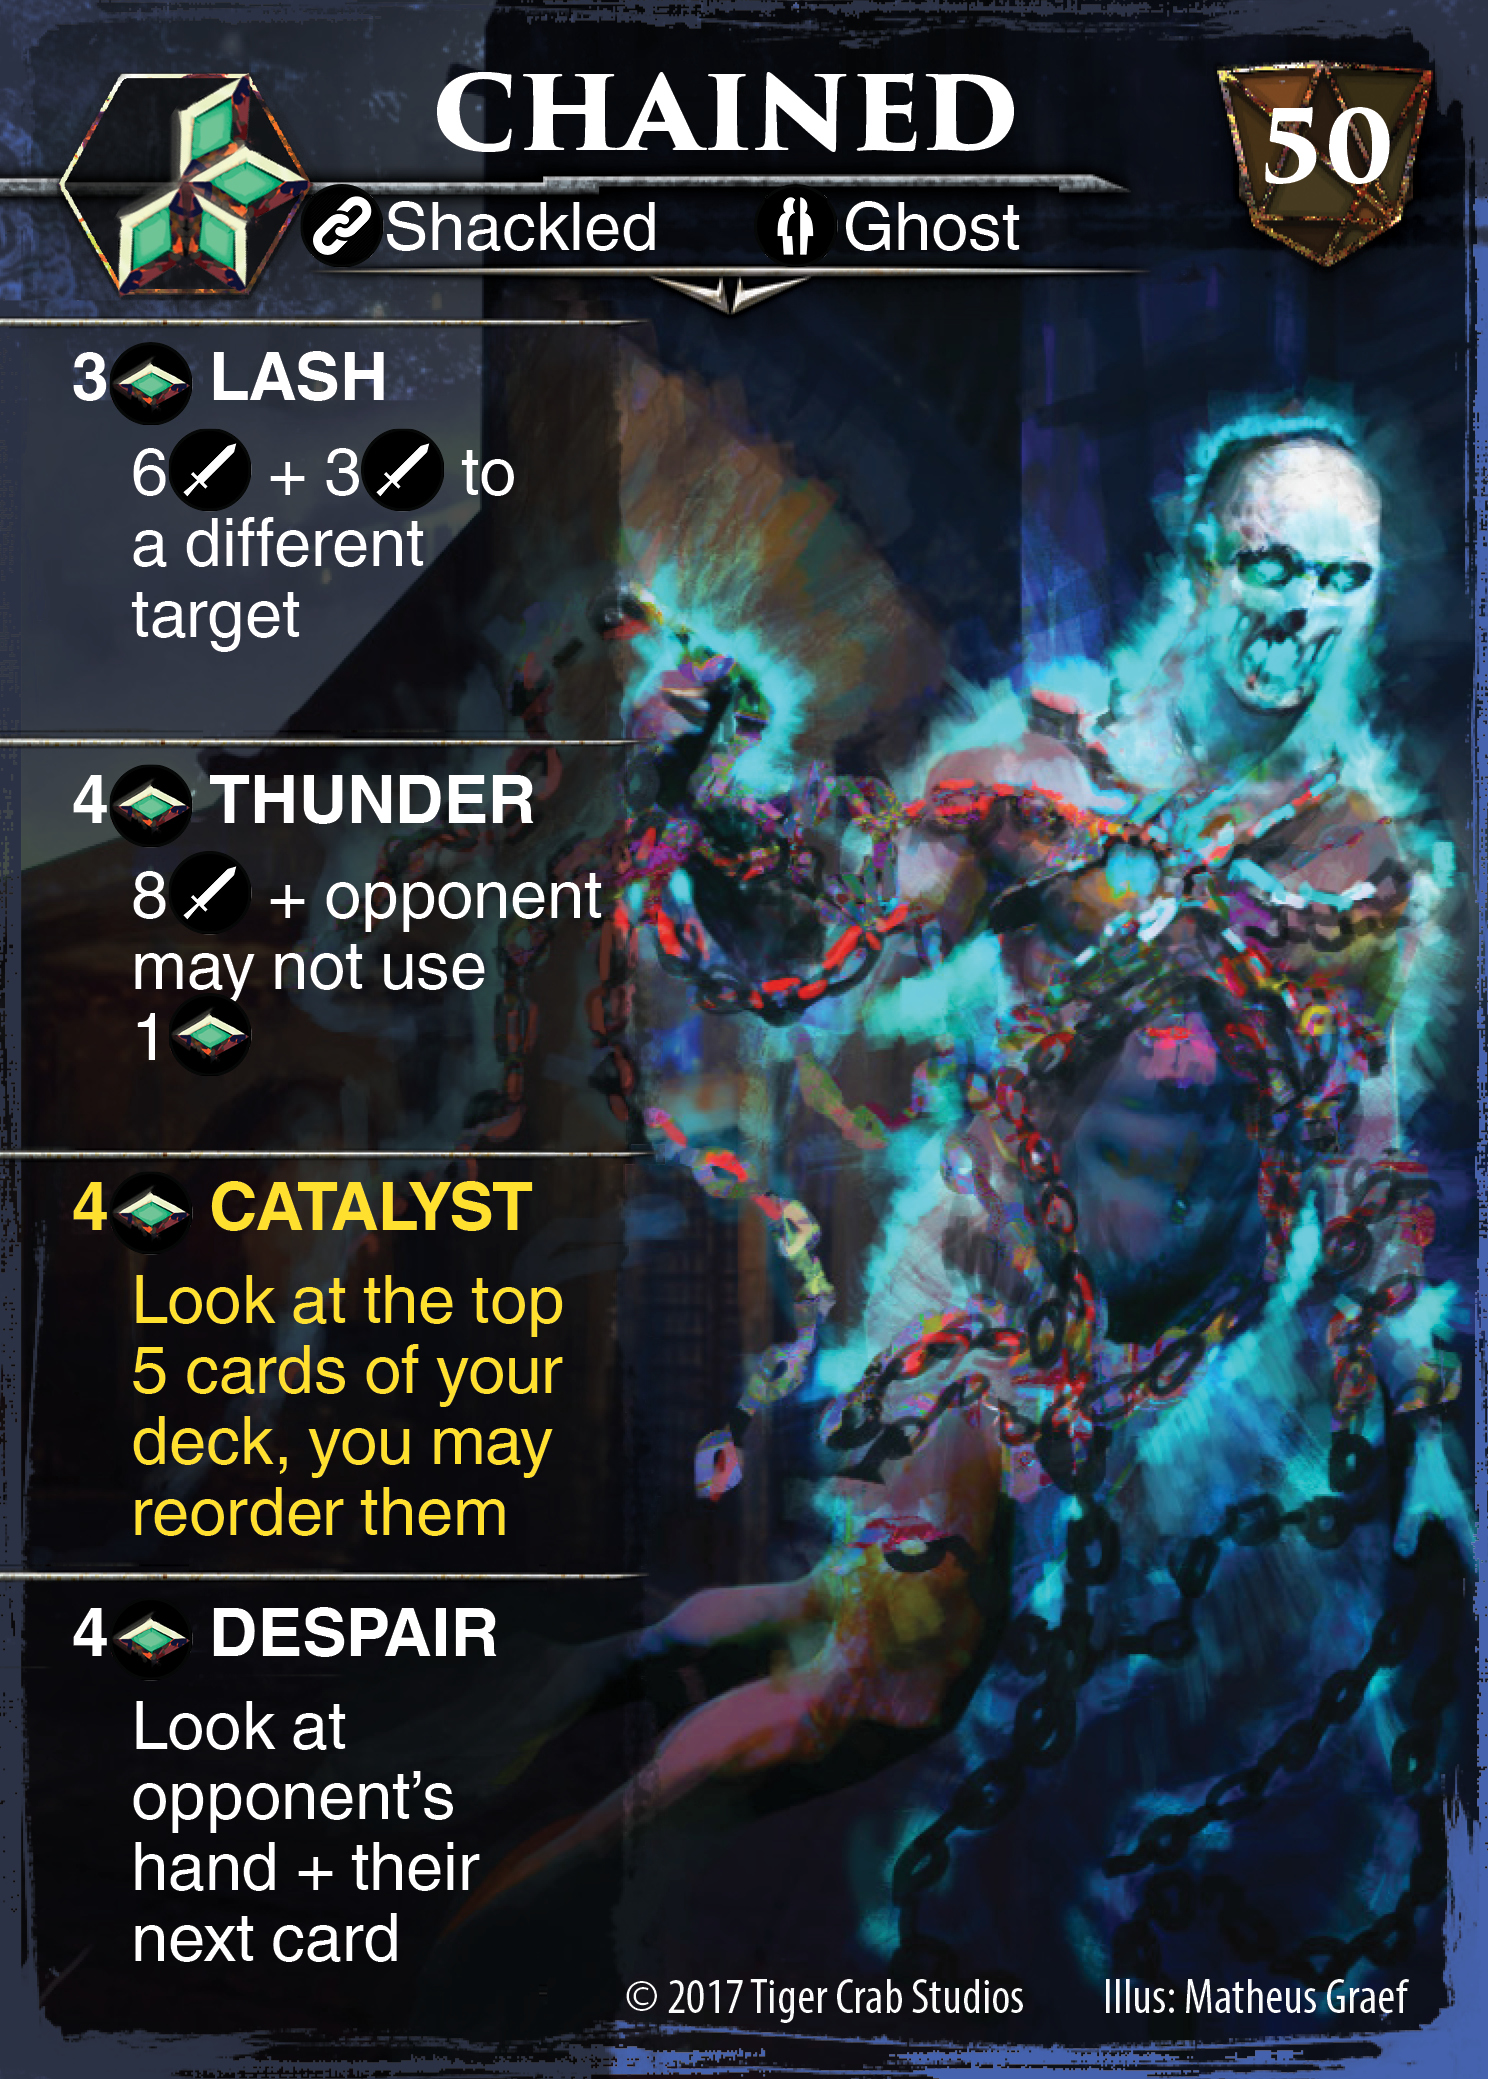 CHAINED
50
Shackled Ghost
3 LASH
6 + 3 to
a different
target
4 THUNDER
8 + opponent
may not use
1
4 CATALYST
Look at the top
5 cards of your
deck, you may
reorder them
4 DESPAIR
Look at
opponent’s
hand + their
next card
© 2017 Tiger Crab Studios Illus: Matheus Graef